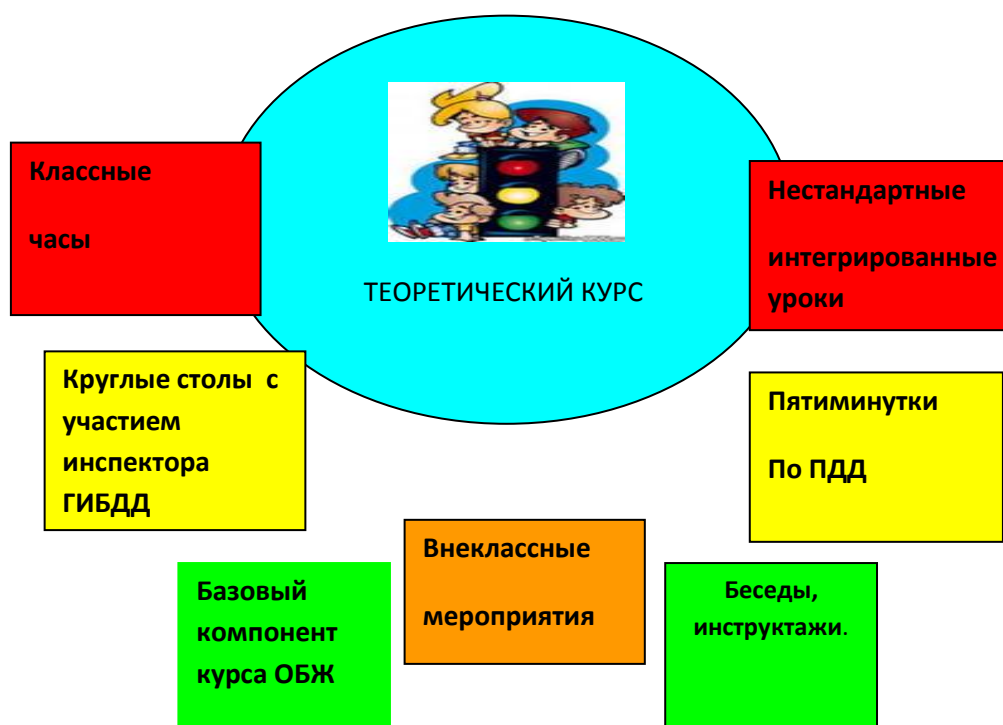 ТЕОРЕТИЧЕСКИЙ КУРС
Классные
часы
Нестандартные
интегрированные
уроки
Круглые столы с
участием
инспектора
ГИБДД
Пятиминутки
По ПДД
Базовый
компонент
курса ОБЖ
Внеклассные
мероприятия
Беседы,
инструктажи.